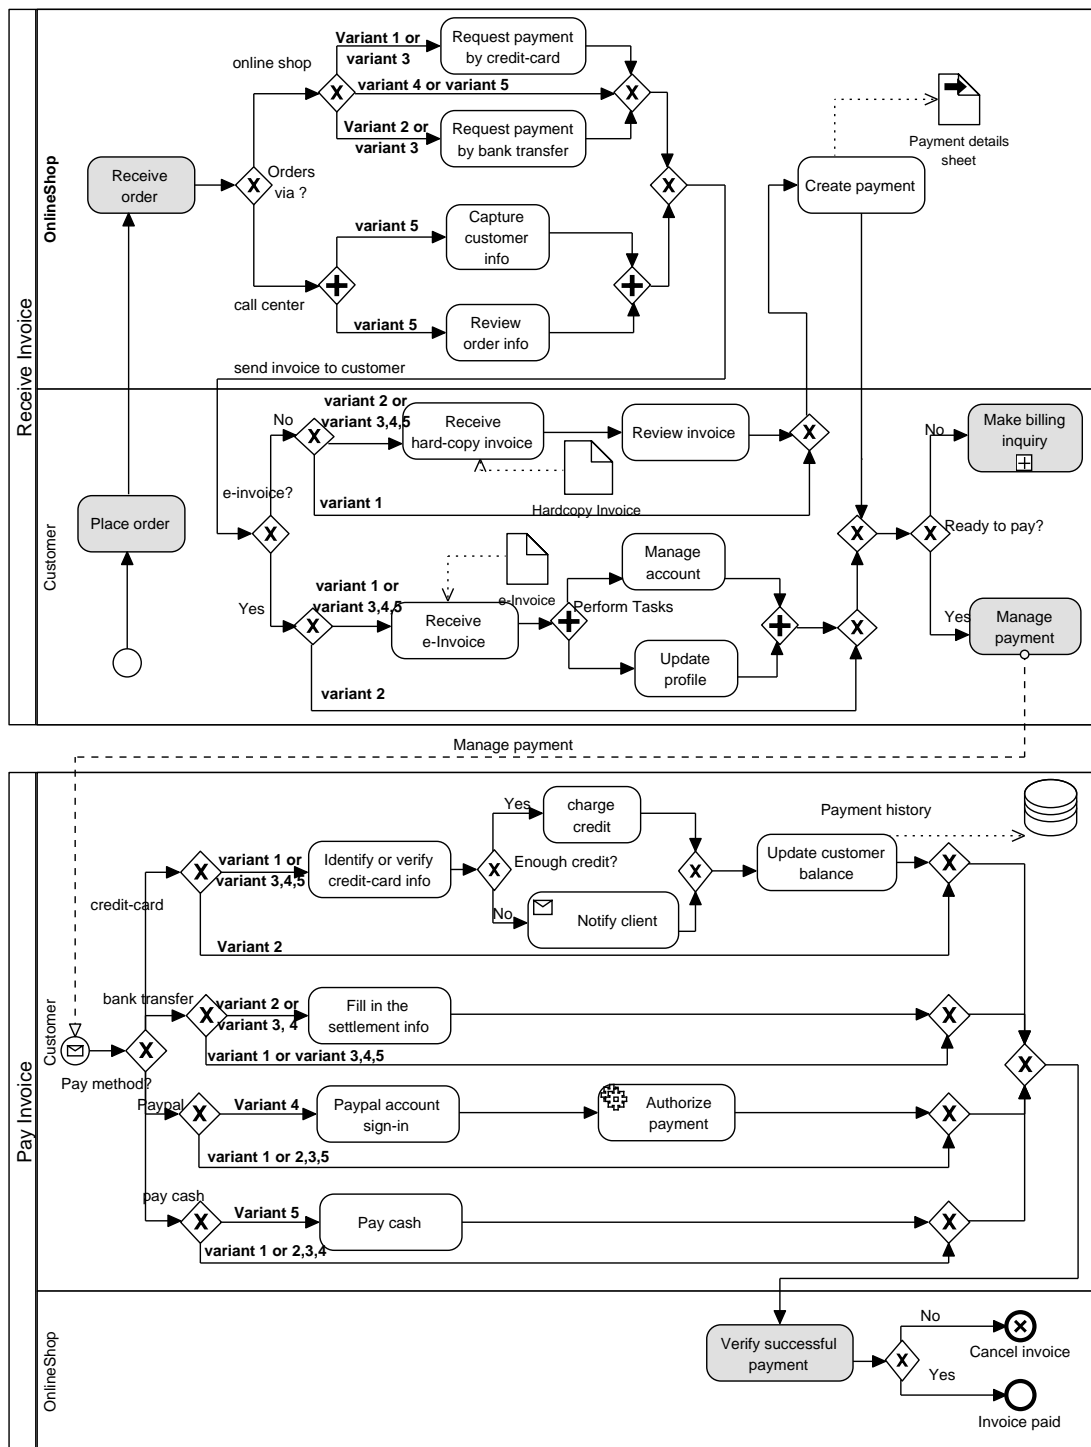 Receive Invoice
OnlineShop
Receive
order
Orders
via ?
online shop
Variant 1 or
variant 3
Request payment
by credit-card
variant 4 or variant 5
Variant 2 or
variant 3
Request payment
by bank transfer
call center
variant 5
Capture
customer
info
variant 5
Review
order info
send invoice to customer
Create payment
Payment details
sheet
Customer
Place order
e-invoice?
No
variant 2 or
variant 3,4,5
Receive
hard-copy invoice
Review invoice
Hardcopy Invoice
variant 1
Yes
variant 1 or
variant 3,4,5
Receive
e-Invoice
e-Invoice
Perform Tasks
Manage
account
Update
profile
variant 2
No
Make billing
inquiry
Ready to pay?
Yes
Manage
payment
Manage payment
Pay Invoice
Customer
Pay method?
credit-card
variant 1 or
variant 3,4,5
Identify or verify
credit-card info
Yes
charge
credit
Enough credit?
No
Notify client
Update customer
balance
Payment history
Variant 2
bank transfer
variant 2 or
variant 3, 4
Fill in the
settlement info
variant 1 or variant 3,4,5
Paypal
Variant 4
Paypal account
sign-in
Authorize
payment
variant 1 or 2,3,5
pay cash
Variant 5
Pay cash
variant 1 or 2,3,4
OnlineShop
Verify successful
payment
No
Cancel invoice
Yes
Invoice paid